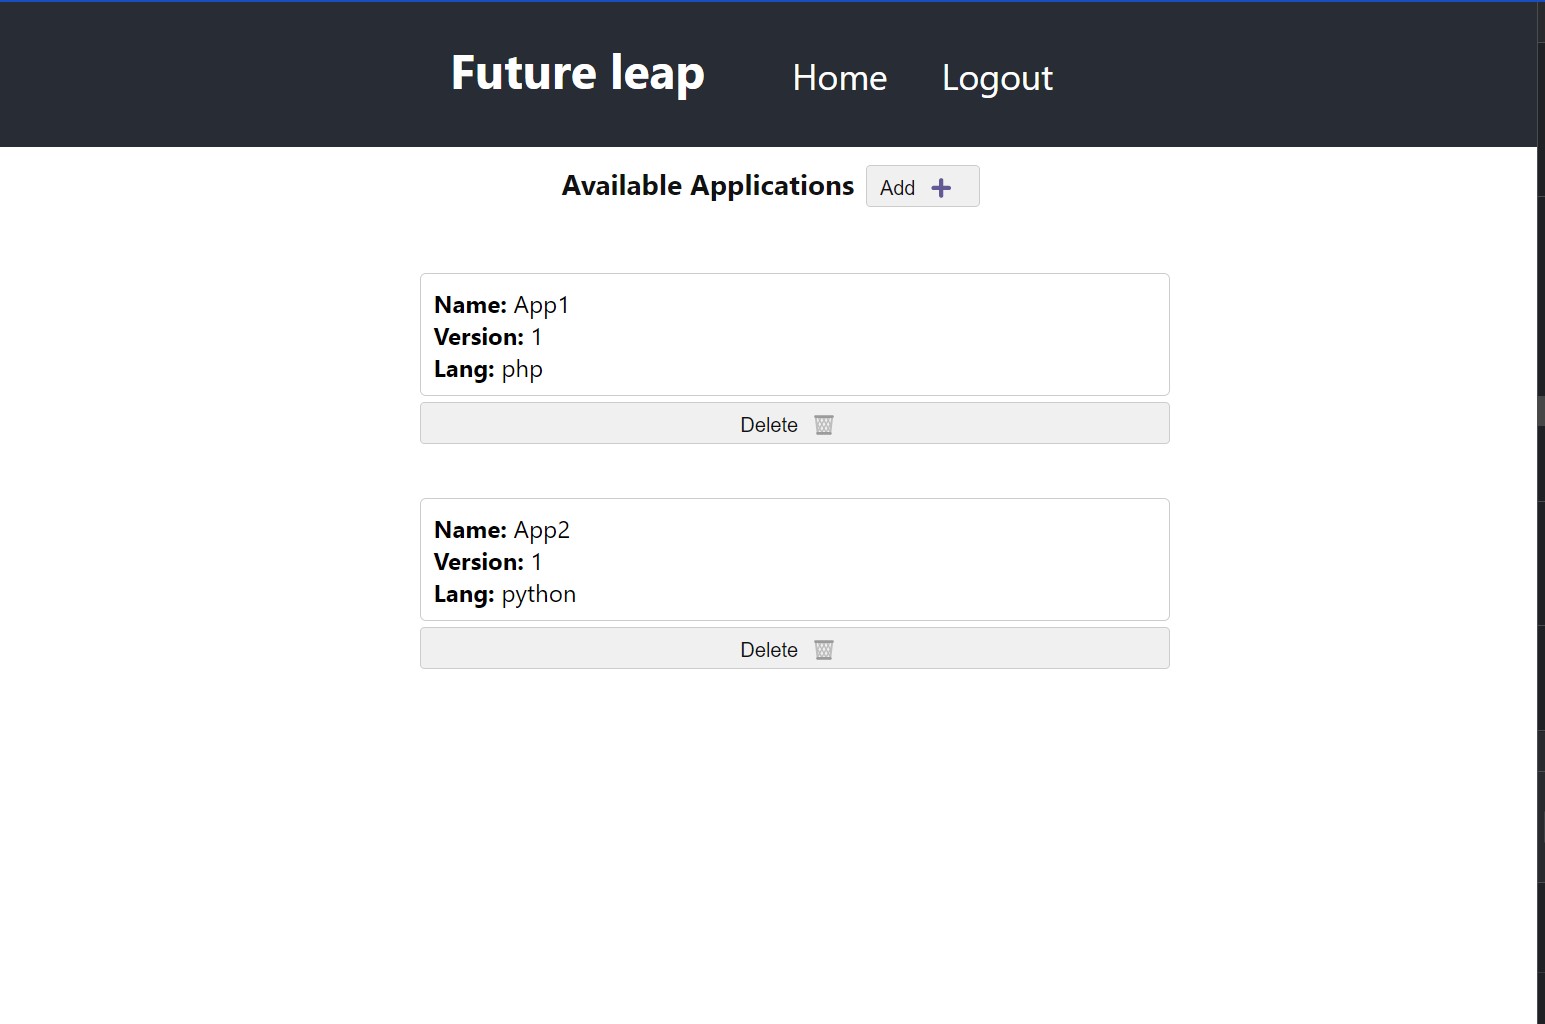 Future leap Home Logout
Available Applications Add
Name: App1
Version: 1
Lang: php
Delete
Name: App2
Version: 1
Lang: python
Delete